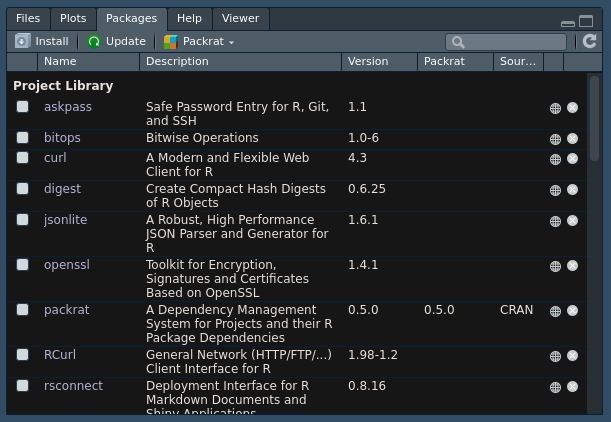 Files Plots Packages Help Viewer
Install Update Packrat
Name Description Version Packrat Sour...
Project Library
askpass Safe Password Entry for R, Git, 1.1
and SSH
bitops Bitwise Operations 1.0-6
curl A Modern and Flexible Web 4.3
Client for R
digest Create Compact Hash Digests 0.6.25
of R Objects
jsonlite A Robust, High Performance 1.6.1
JSON Parser and Generator for
R
openssl Toolkit for Encryption, 1.4.1
Signatures and Certificates
Based on OpenSSL
packrat A Dependency Management 0.5.0 0.5.0 CRAN
System for Projects and their R
Package Dependencies
RCurl General Network (HTTP/FTP/...) 1.98-1.2
Client Interface for R
rsconnect Deployment Interface for R 0.8.16
Markdown Documents and
Shiny Applications